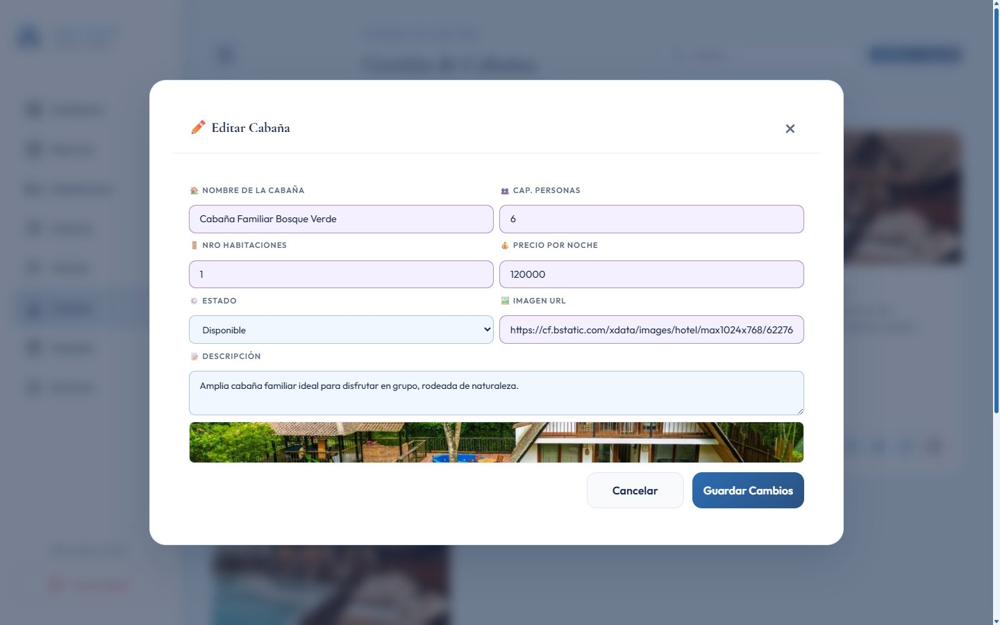 Editar Cabaña
NOMBRE DE LA CABAÑA
CAP. PERSONAS
Cabaña Familiar Bosque Verde
6
NRO HABITACIONES
PRECIO POR NOCHE
1
120000
ESTADO
IMAGEN URL
Disponible
https://cf.bstatic.com/xdata/images/hotel/max1024x768/62276
DESCRIPCIÓN
Amplia cabaña familiar ideal para disfrutar en grupo, rodeada de naturaleza.
Cancelar
Guardar Cambios